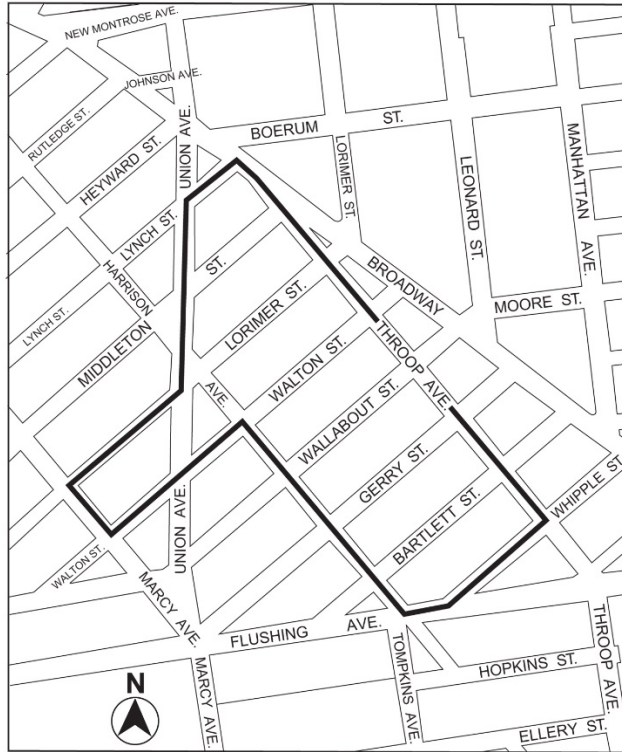 NEW MONTROSE AVE.
JOHNSON AVE.
RUTLEDGE ST.
HEYWARD ST.
UNION AVE.
BOERUM ST.
LORIMER ST.
LEONARD ST.
MANHATTAN AVE.
LYNCH ST.
HARRISON AVE.
ST.
BROADWAY
MOORE ST.
LYNCH ST.
MIDDLETON
LORIMER ST.
WALTON ST.
THROOP AVE.
WALLABOUT ST.
GERRY ST.
BARTLETT ST.
WHIPPLE ST.
UNION AVE.
WALTON ST.
MARCY AVE.
FLUSHING AVE.
MARCY AVE.
TOMPKINS AVE.
THROOP AVE.
HOPKINS ST.
ELLERY ST.
N